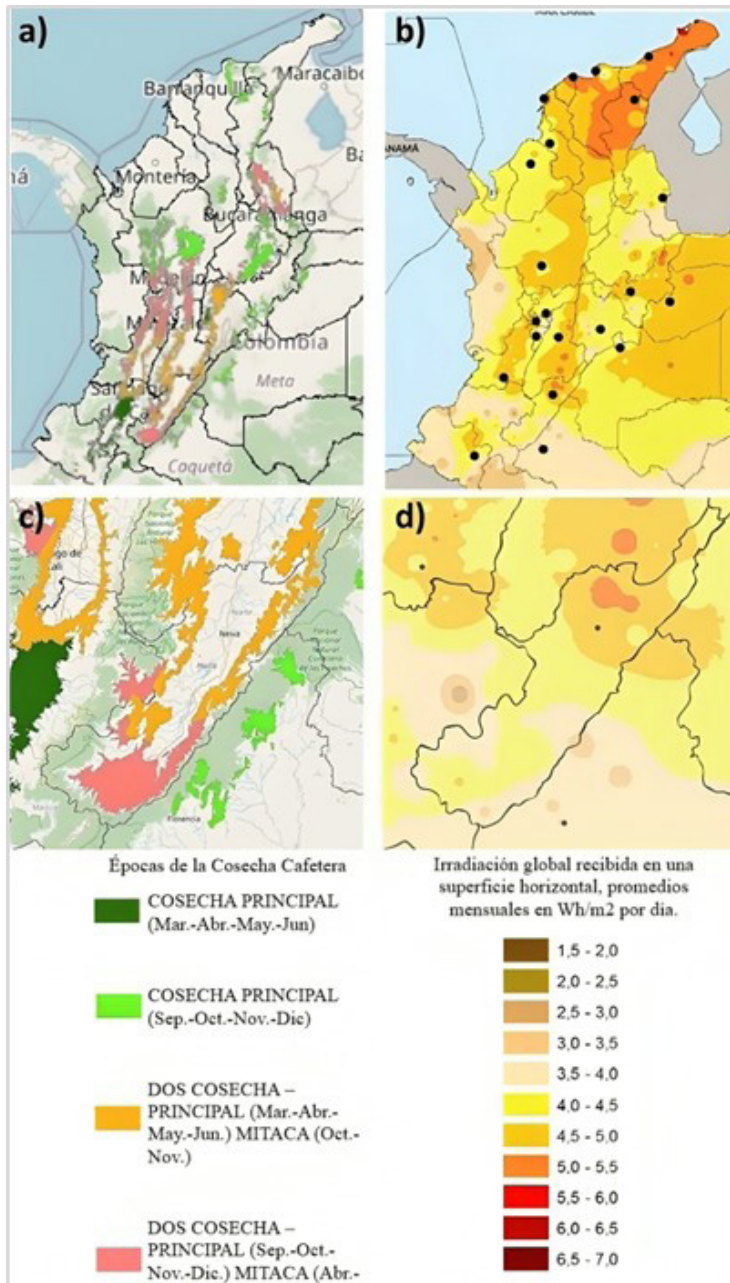 a)
b)
Barranquilla
Maracaibo
Montería
PANAMÁ
Bucaramanga
Colombia
Meta
Caquetá
c)
d)
Neiva
Huila
Florencia
Épocas de la Cosecha Cafetera
COSECHA PRINCIPAL
(Mar.-Abr.-May.-Jun)
COSECHA PRINCIPAL
(Sep.-Oct.-Nov.-Dic)
DOS COSECHA –
PRINCIPAL (Mar.-Abr.-
May.-Jun.) MITACA (Oct.-
Nov.)
DOS COSECHA –
PRINCIPAL (Sep.-Oct.-
Nov.-Dic.) MITACA (Abr.-
Irradiación global recibida en una
superficie horizontal, promedios
mensuales en Wh/m2 por dia.
1,5 - 2,0
2,0 - 2,5
2,5 - 3,0
3,0 - 3,5
3,5 - 4,0
4,0 - 4,5
4,5 - 5,0
5,0 - 5,5
5,5 - 6,0
6,0 - 6,5
6,5 - 7,0